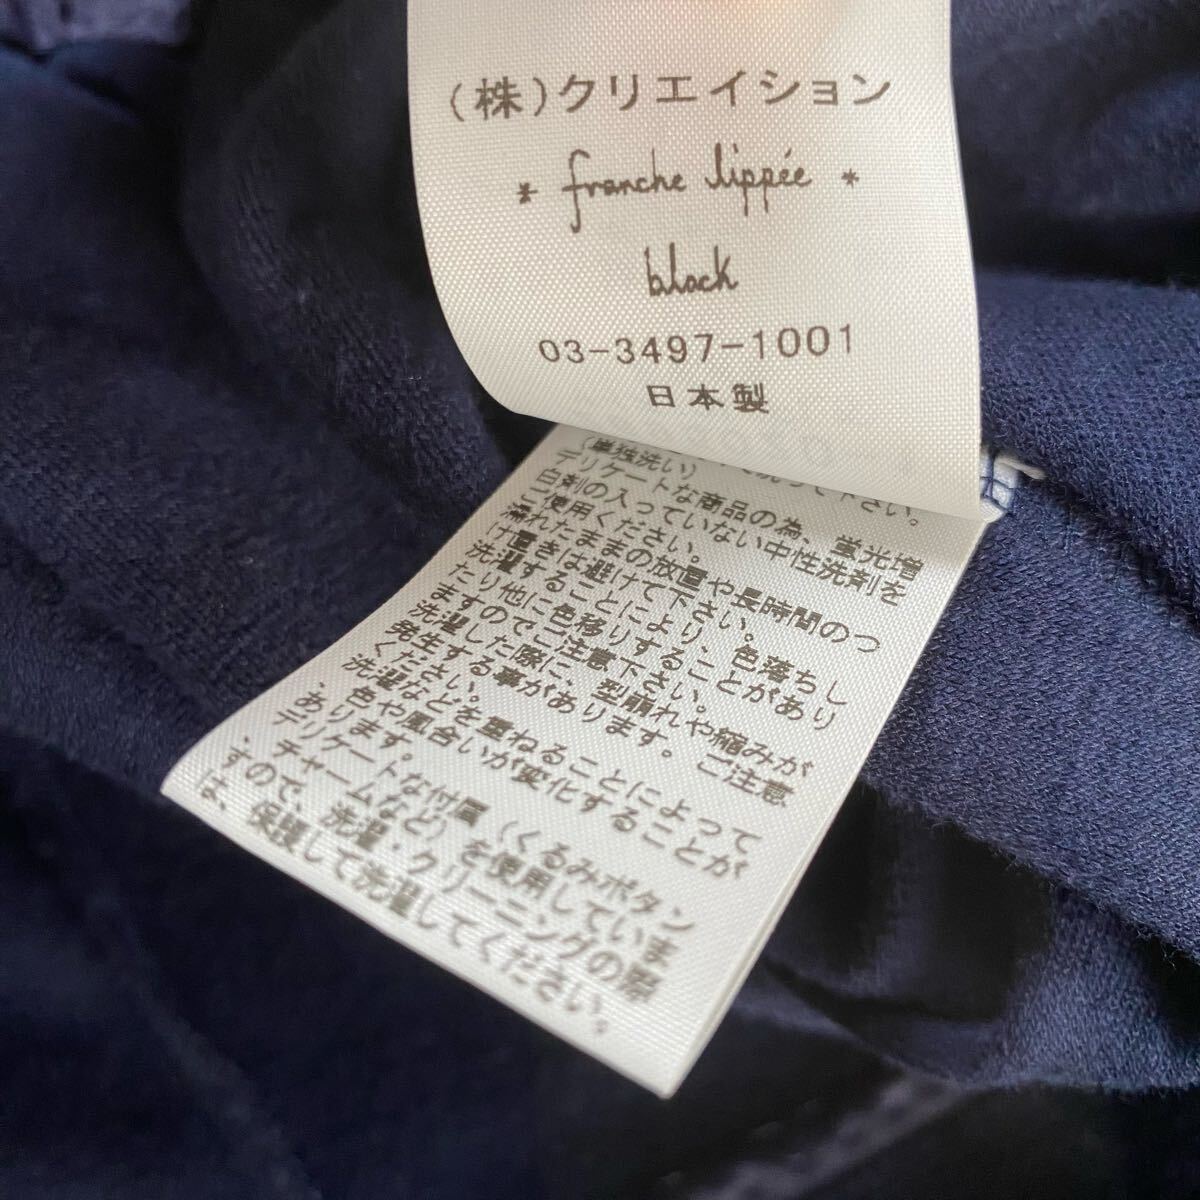 (株)クリエイション
* franche lippée *
black
03-3497-1001
日本製
(単独洗い)
下さい。
デリケートな商品の為、蛍光増
白剤の入っていない中性洗剤を
ご使用ください。
濡れたままの放置や長時間のつ
け置きは避けて下さい。
洗濯することにより、色落ちし
たり他に色移りすることがあり
ますのでご注意下さい。
洗濯した際に、型崩れや縮みが
発生する事があります。ご注意
ください。
洗濯などを重ねることによって
、色や風合いが変化することが
あります。
デリケートな付属(くるみボタン
、チャームなど)を使用していま
すので、洗濯・クリーニングの際
は、保護して洗濯してください。